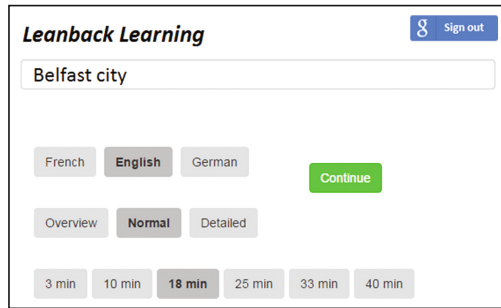 Leanback Learning
g Sign out
Belfast city
French English German
Continue
Overview Normal Detailed
3 min 10 min 18 min 25 min 33 min 40 min